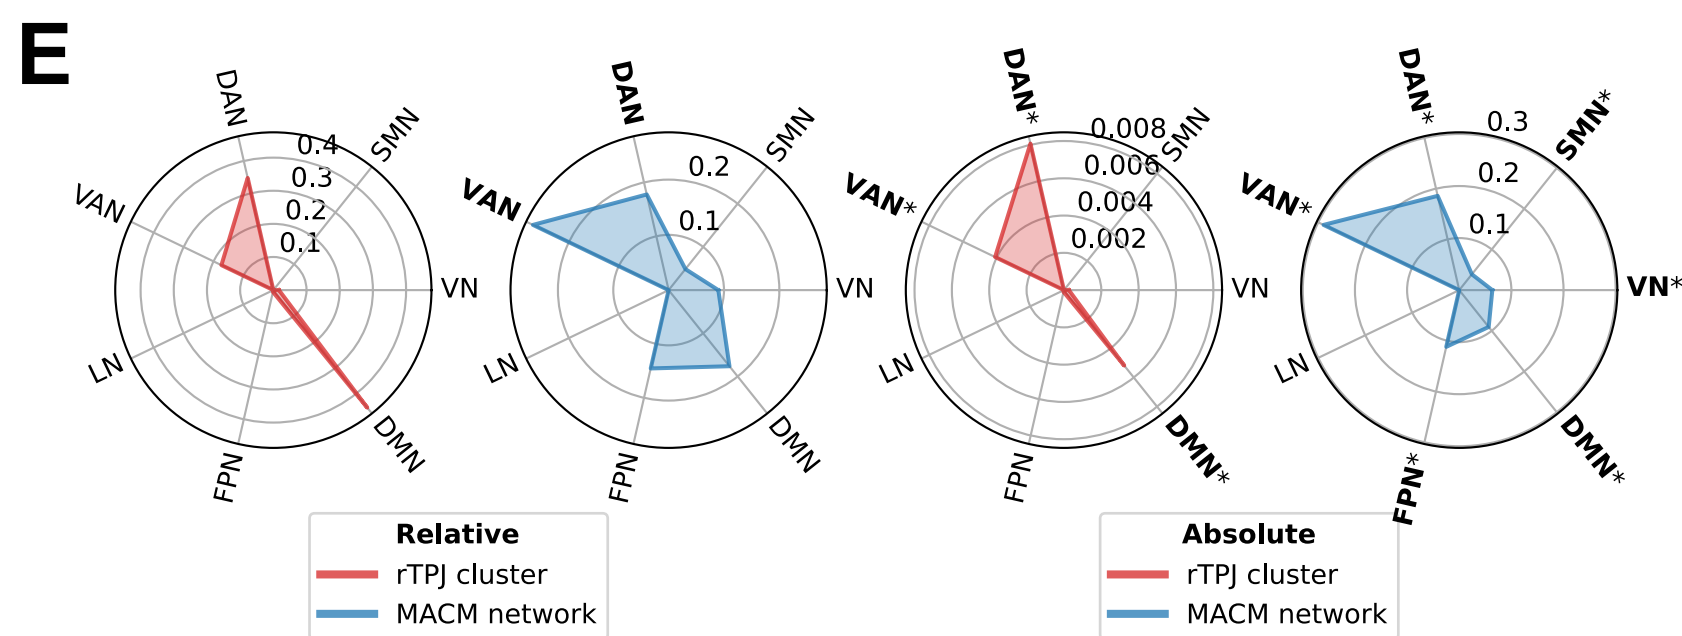 E
DAN
SMN
VAN
VN
LN
FPN
DMN
0.4
0.3
0.2
0.1
DAN
SMN
VAN
VN
LN
FPN
DMN
0.2
0.1
DAN*
SMN
VAN*
VN
LN
FPN
DMN*
0.008
0.006
0.004
0.002
DAN*
SMN*
VAN*
VN*
LN
FPN*
DMN*
0.3
0.2
0.1
Relative
rTPJ cluster
MACM network
Absolute
rTPJ cluster
MACM network